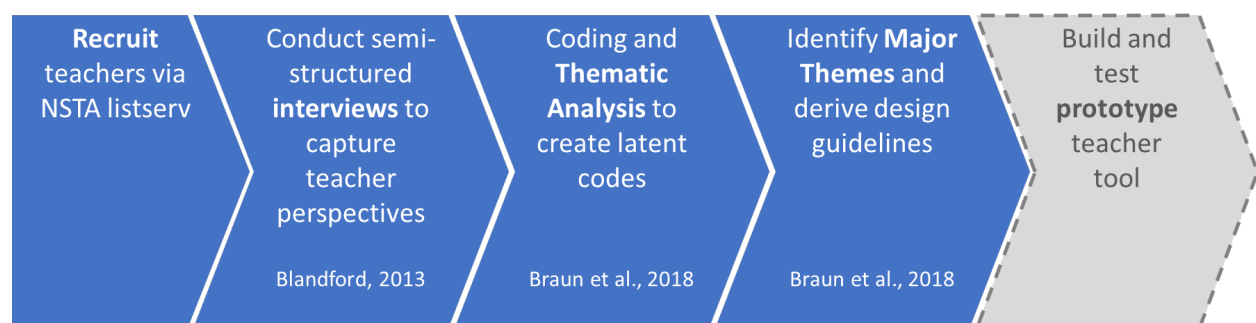 Recruit
teachers via
NSTA listserv
Conduct semi-
structured
interviews to
capture
teacher
perspectives
Blandford, 2013
Coding and
Thematic
Analysis to
create latent
codes
Braun et al., 2018
Identify Major
Themes and
derive design
guidelines
Braun et al., 2018
Build and
test
prototype
teacher
tool